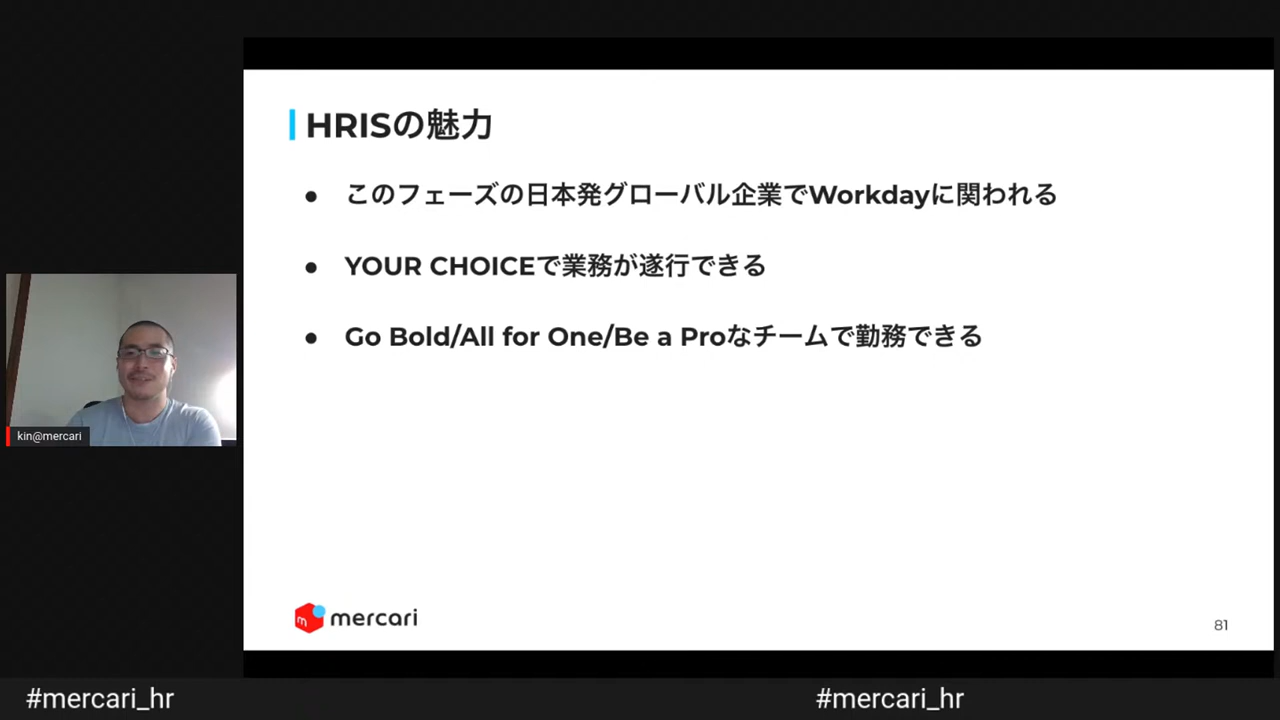 HRISの魅力
● このフェーズの日本発グローバル企業でWorkdayに関われる
● YOUR CHOICEで業務が遂行できる
● Go Bold/All for One/Be a Proなチームで勤務できる
kin@mercari
m mercari
81
#mercari_hr
#mercari_hr